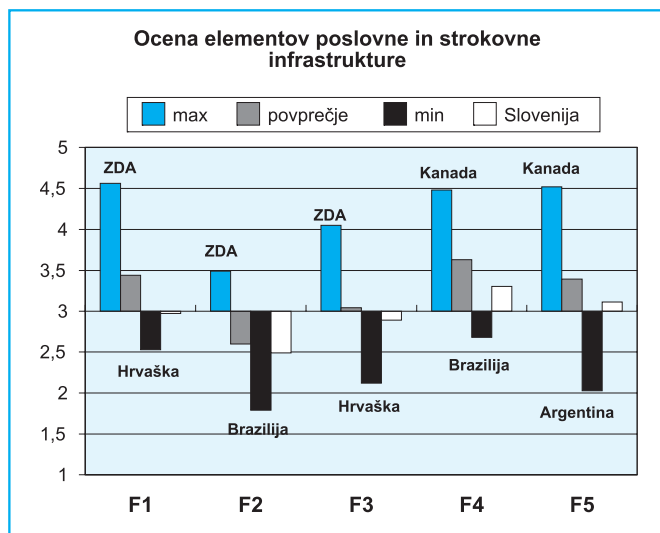 Ocena elementov poslovne in strokovne
infrastrukture
max povprečje min Slovenija
5
4,5
4
3,5
3
2,5
2
1,5
1
ZDA
Hrvaška
ZDA
Brazilija
ZDA
Hrvaška
Kanada
Brazilija
Kanada
Argentina
F1 F2 F3 F4 F5